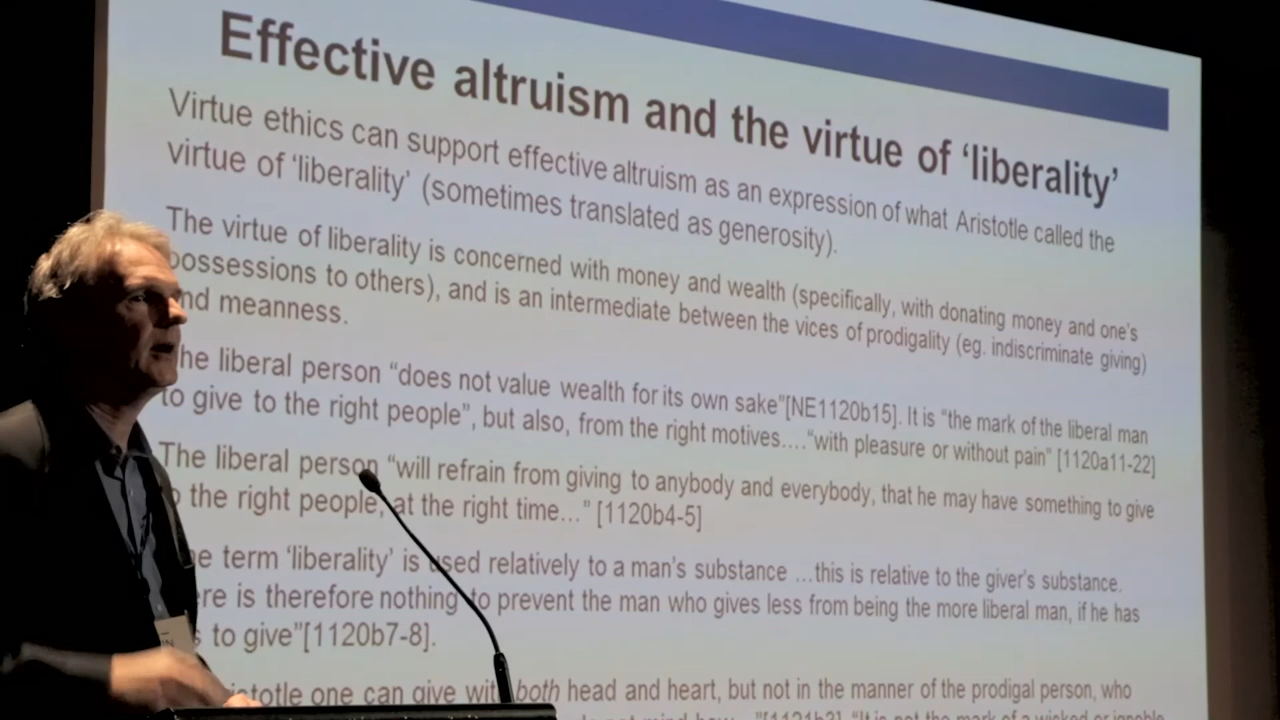 Effective altruism and the virtue of ‘liberality’
Virtue ethics can support effective altruism as an expression of what Aristotle called the
virtue of ‘liberality’ (sometimes translated as generosity).
The virtue of liberality is concerned with money and wealth (specifically, with donating money and one's
possessions to others), and is an intermediate between the vices of prodigality (eg. indiscriminate giving)
nd meanness.
he liberal person “does not value wealth for its own sake”[NE1120b15]. It is “the mark of the liberal man
to give to the right people”, but also, from the right motives....“with pleasure or without pain” [1120a11-22]
The liberal person “will refrain from giving to anybody and everybody, that he may have something to give
the right people, at the right time…” [1120b4-5]
e term ‘liberality’ is used relatively to a man's substance …this is relative to the giver's substance.
re is therefore nothing to prevent the man who gives less from being the more liberal man, if he has
s to give”[1120b7-8].
istotle one can give with both head and heart, but not in the manner of the prodigal person, who